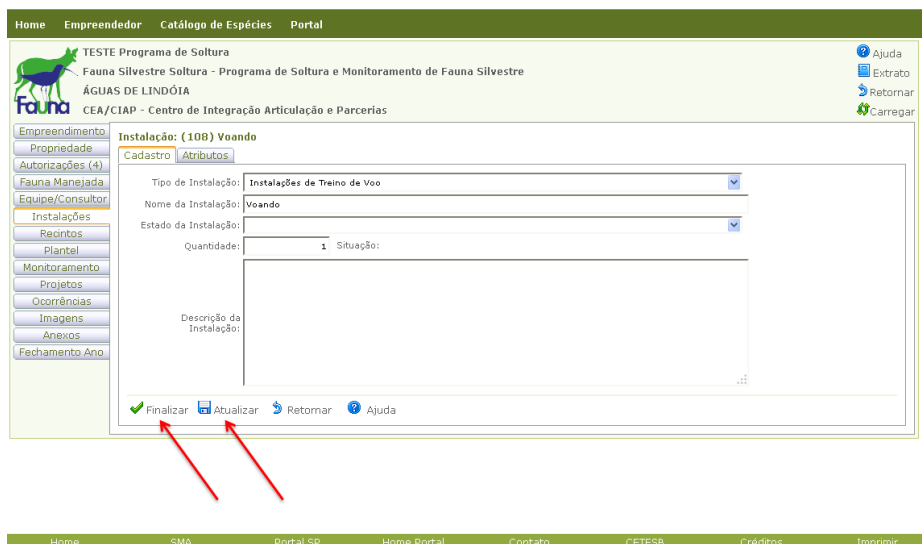 Home Empreendedor Catálogo de Espécies Portal
TESTE Programa de Soltura
Fauna Silvestre Soltura - Programa de Soltura e Monitoramento de Fauna Silvestre
ÁGUAS DE LINDÓIA
CEA/CIAP - Centro de Integração Articulação e Parcerias
Fauna
Ajuda
Extrato
Retornar
Carregar
Empreendimento
Propriedade
Autorizações (4)
Fauna Manejada
Equipe/Consultor
Instalações
Recintos
Plantel
Monitoramento
Projetos
Ocorrências
Imagens
Anexos
Fechamento Ano
Instalação: (108) Voando
Cadastro Atributos
Tipo de Instalação: Instalações de Treino de Voo
Nome da Instalação: Voando
Estado da Instalação:
Quantidade: 1 Situação:
Descrição da
Instalação:
Finalizar Atualizar Retornar Ajuda
Home SMA Portal SP Home Portal Contato CETESB Créditos Imprimir